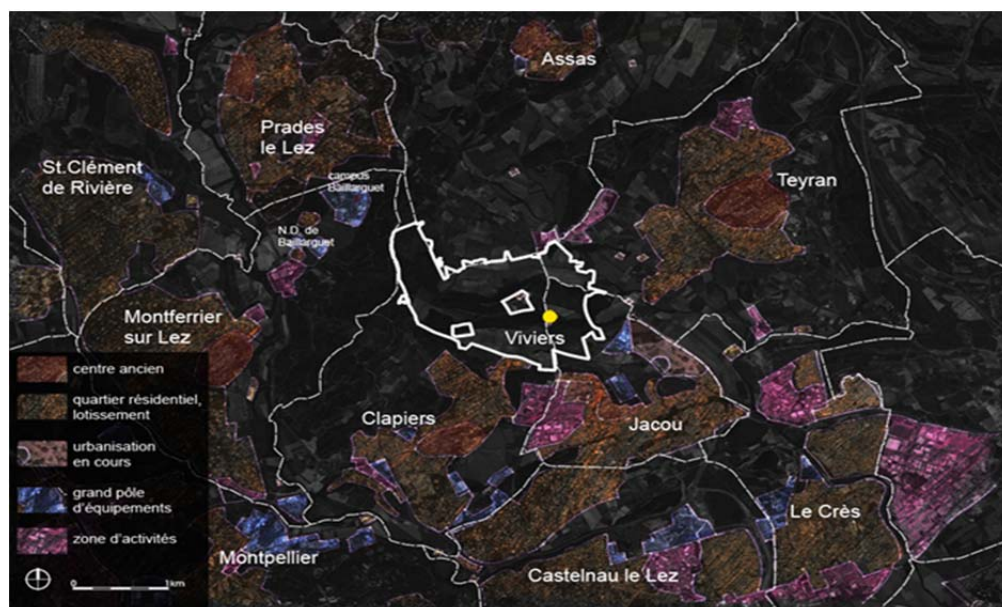 Assas
Prades
le Lez
St.Clément
de Rivière
campus
Baillarguet
Teyran
N.D. de
Baillarguet
Montferrier
sur Lez
Viviers
centre ancien
quartier résidentiel,
lotissement
Clapiers
Jacou
urbanisation
en cours
grand pôle
d'équipements
Le Crès
zone d'activités
Montpellier
Castelnau le Lez
0 1km